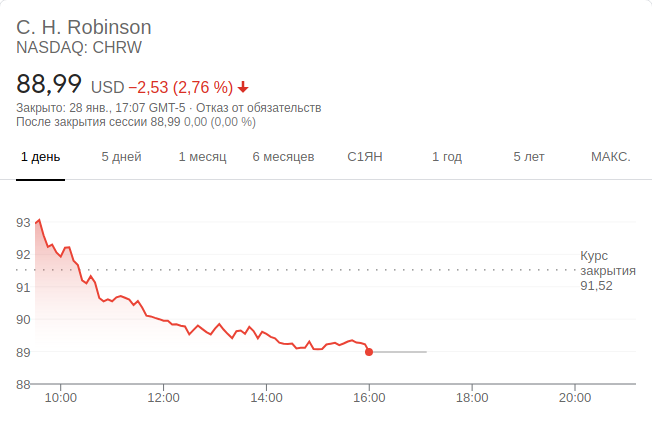 C. H. Robinson
NASDAQ: CHRW
88,99 USD −2,53 (2,76 %)
Закрыто: 28 янв., 17:07 GMT-5 · Отказ от обязательств
После закрытия сессии 88,99 0,00 (0,00 %)
1 день 5 дней 1 месяц 6 месяцев С1ЯН 1 год 5 лет МАКС.
93
92
91
90
89
88
Курс
закрытия
91,52
10:00 12:00 14:00 16:00 18:00 20:00